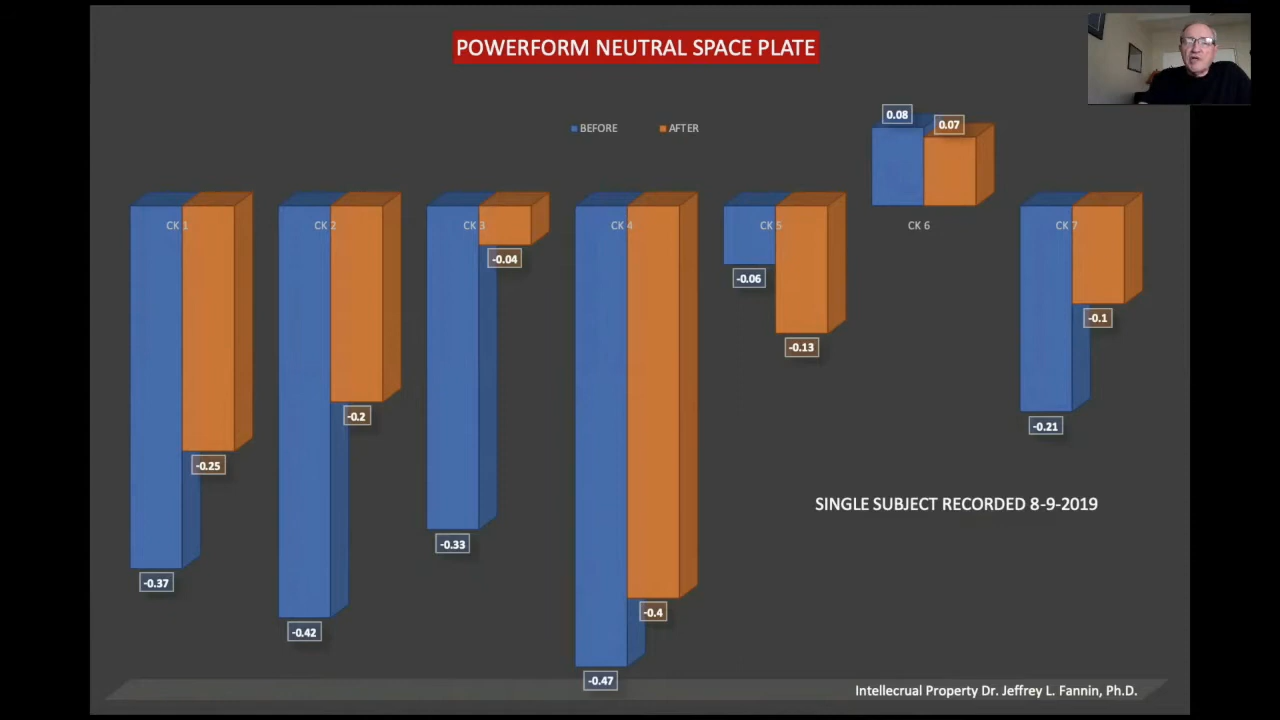 POWERFORM NEUTRAL SPACE PLATE
BEFORE AFTER
0.08 0.07
CK 1 CK 2 CK 3 CK 4 CK 5 CK 6 CK 7
-0.04
-0.06
-0.1
-0.13
-0.2
-0.21
-0.25
SINGLE SUBJECT RECORDED 8-9-2019
-0.33
-0.37
-0.4
-0.42
-0.47
Intellecrual Property Dr. Jeffrey L. Fannin, Ph.D.